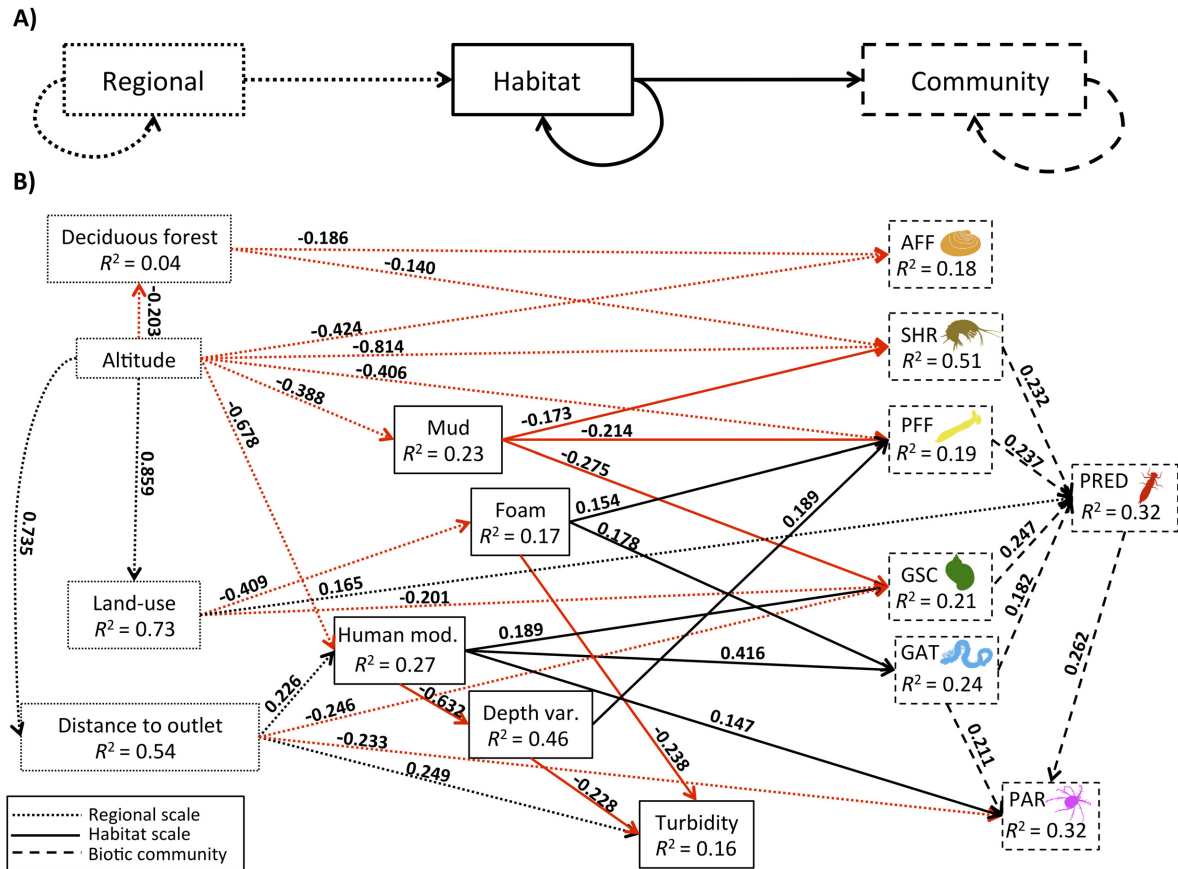 A)
Regional
Habitat
Community
B)
Deciduous forest
R² = 0.04
-0.186
-0.140
AFF
R² = 0.18
-0.203
Altitude
-0.424
-0.814
-0.406
-0.388
-0.678
SHR
R² = 0.51
0.232
Mud
R² = 0.23
-0.173
-0.214
-0.275
PFF
R² = 0.19
0.237
0.859
0.735
Foam
R² = 0.17
0.154
0.178
0.189
PRED
R² = 0.32
Land-use
R² = 0.73
-0.409
0.165
-0.201
GSC
R² = 0.21
0.247
0.182
Human mod.
R² = 0.27
0.189
0.416
GAT
R² = 0.24
0.262
0.226
-0.632
-0.246
-0.233
0.249
Distance to outlet
R² = 0.54
Depth var.
R² = 0.46
-0.238
-0.228
0.147
0.211
Turbidity
R² = 0.16
PAR
R² = 0.32
Regional scale
Habitat scale
Biotic community